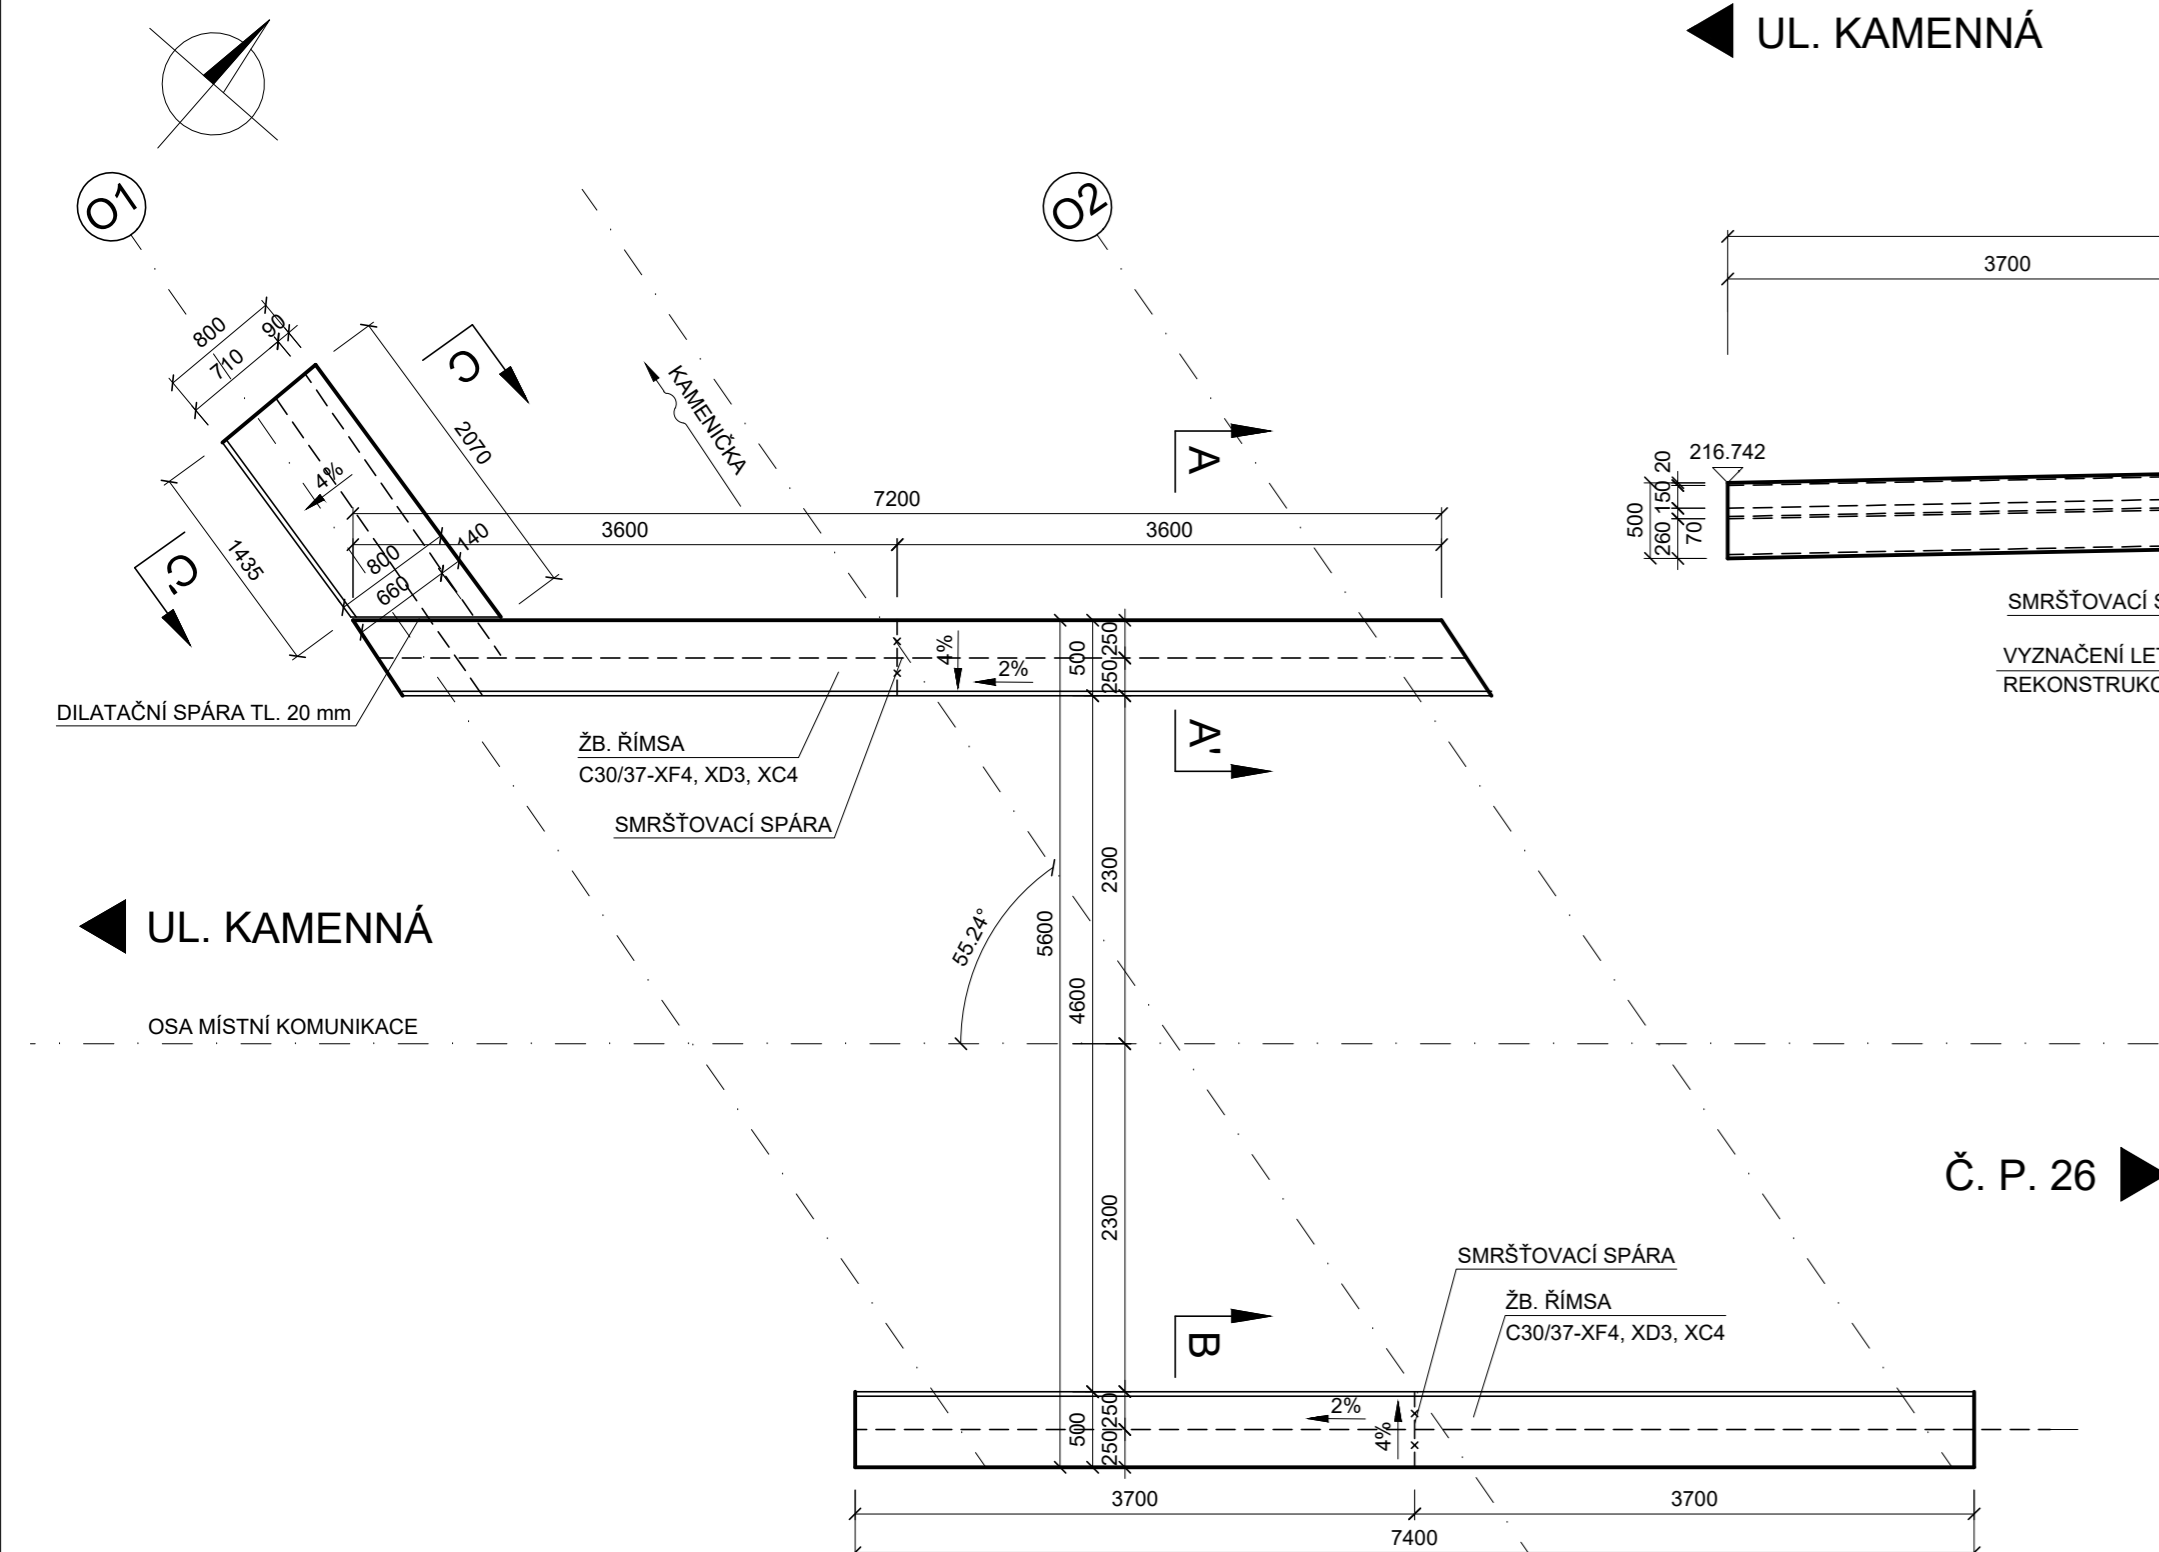 UL. KAMENNÁ
O1
O2
3700
800
90
710
C
2070
KAMENIČKA
A
216.742
4%
7200
20
150
500
260
70
3600
3600
140
800
660
1435
C'
SMRŠŤOVACÍ
4%
2%
500
250
250
VYZNAČENÍ
DILATAČNÍ SPÁRA TL. 20 mm
A'
ŽB. ŘÍMSA
C30/37-XF4, XD3, XC4
SMRŠŤOVACÍ SPÁRA
2300
UL. KAMENNÁ
55.24°
5600
4600
OSA MÍSTNÍ KOMUNIKACE
Č. P. 26
2300
SMRŠŤOVACÍ SPÁRA
B
ŽB. ŘÍMSA
C30/37-XF4, XD3, XC4
2%
4%
500
250
250
3700
3700
7400